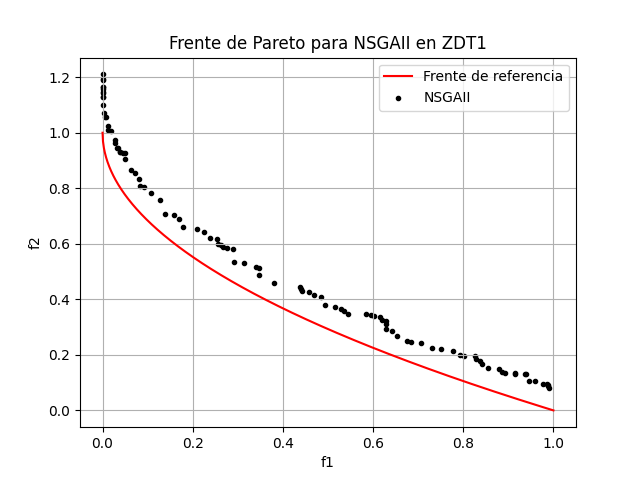 Frente de Pareto para NSGAII en ZDT1
Frente de referencia
NSGAII
f2
1.2
1.0
0.8
0.6
0.4
0.2
0.0
0.0 0.2 0.4 0.6 0.8 1.0
f1